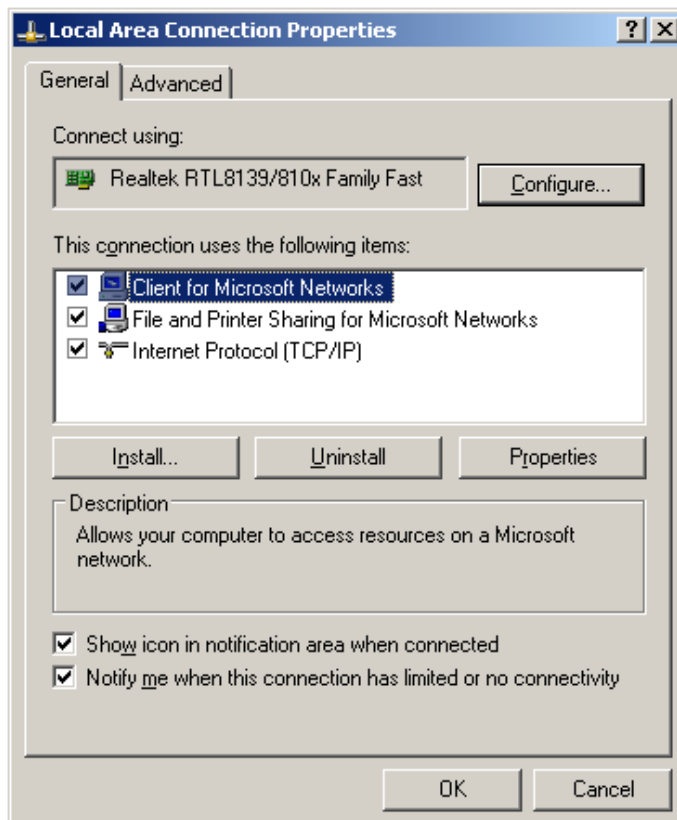 Local Area Connection Properties
General Advanced
Connect using:
Realtek RTL8139/810x Family Fast
Configure...
This connection uses the following items:
Client for Microsoft Networks
File and Printer Sharing for Microsoft Networks
Internet Protocol (TCP/IP)
Install... Uninstall Properties
Description
Allows your computer to access resources on a Microsoft
network.
Show icon in notification area when connected
Notify me when this connection has limited or no connectivity
OK Cancel